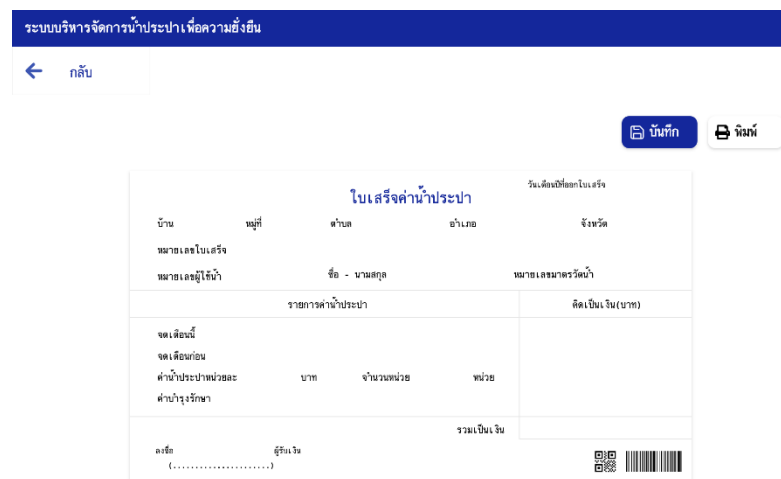 ระบบบริหารจัดการน้ำประปาเพื่อความยั่งยืน
กลับ
บันทึก พิมพ์
วันเดือนปีที่ออกใบเสร็จ
ใบเสร็จค่าน้ำประปา
บ้าน หมู่ที่ ตำบล อำเภอ จังหวัด
หมายเลขใบเสร็จ
หมายเลขผู้ใช้น้ำ ชื่อ - นามสกุล หมายเลขมาตรวัดน้ำ
รายการค่าน้ำประปา คิดเป็นเงิน(บาท)
จดเดือนนี้
จดเดือนก่อน
ค่าน้ำประปาหน่วยละ บาท จำนวนหน่วย หน่วย
ค่าบำรุงรักษา
รวมเป็นเงิน
ลงชื่อ ผู้รับเงิน
(......................)